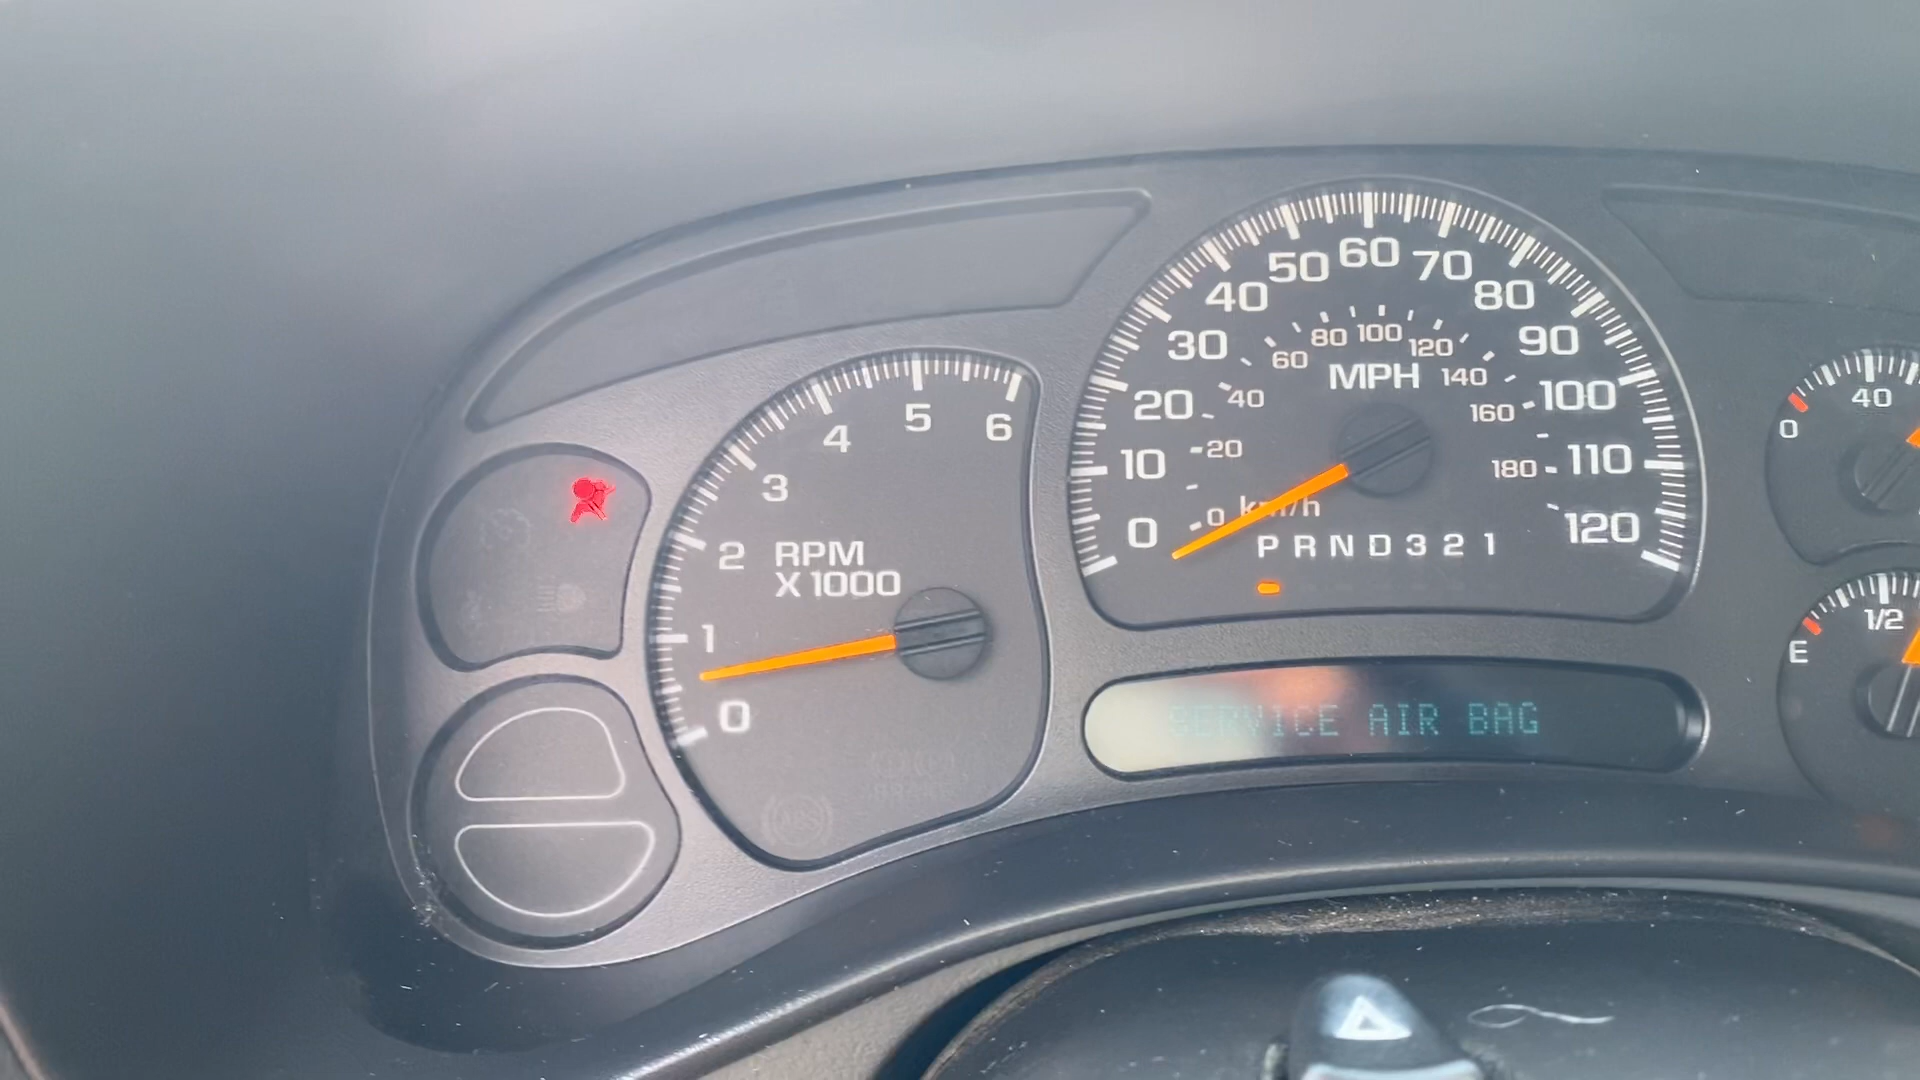 50 60 70
40 80
30 90
20 100
10 110
0 120
60 80 100 120
40 140
20 160
0 180
MPH
km/h
P R N D 3 2 1
5
4 6
3
2
1
0
RPM
X 1000
40
0
1/2
E
SERVICE AIR BAG
ABS
BRAKE